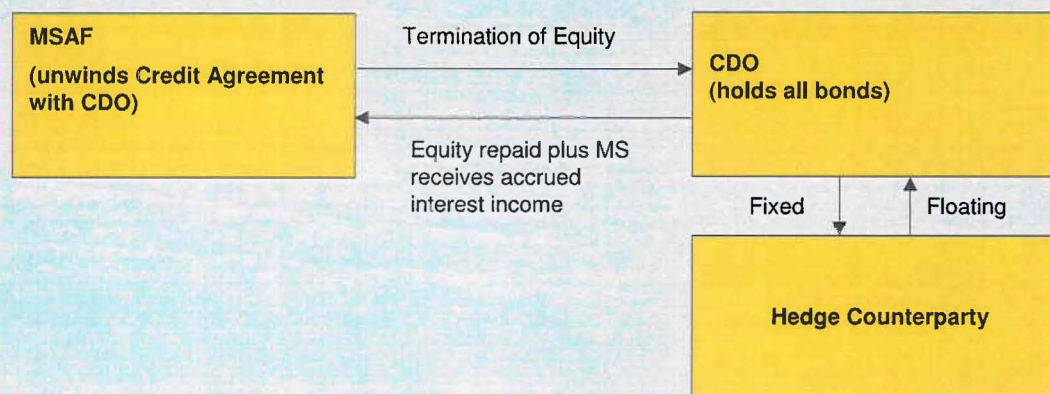 MSAF
(unwinds Credit Agreement
with CDO)
Termination of Equity
CDO
(holds all bonds)
Equity repaid plus MS
receives accrued
interest income
Fixed
Floating
Hedge Counterparty